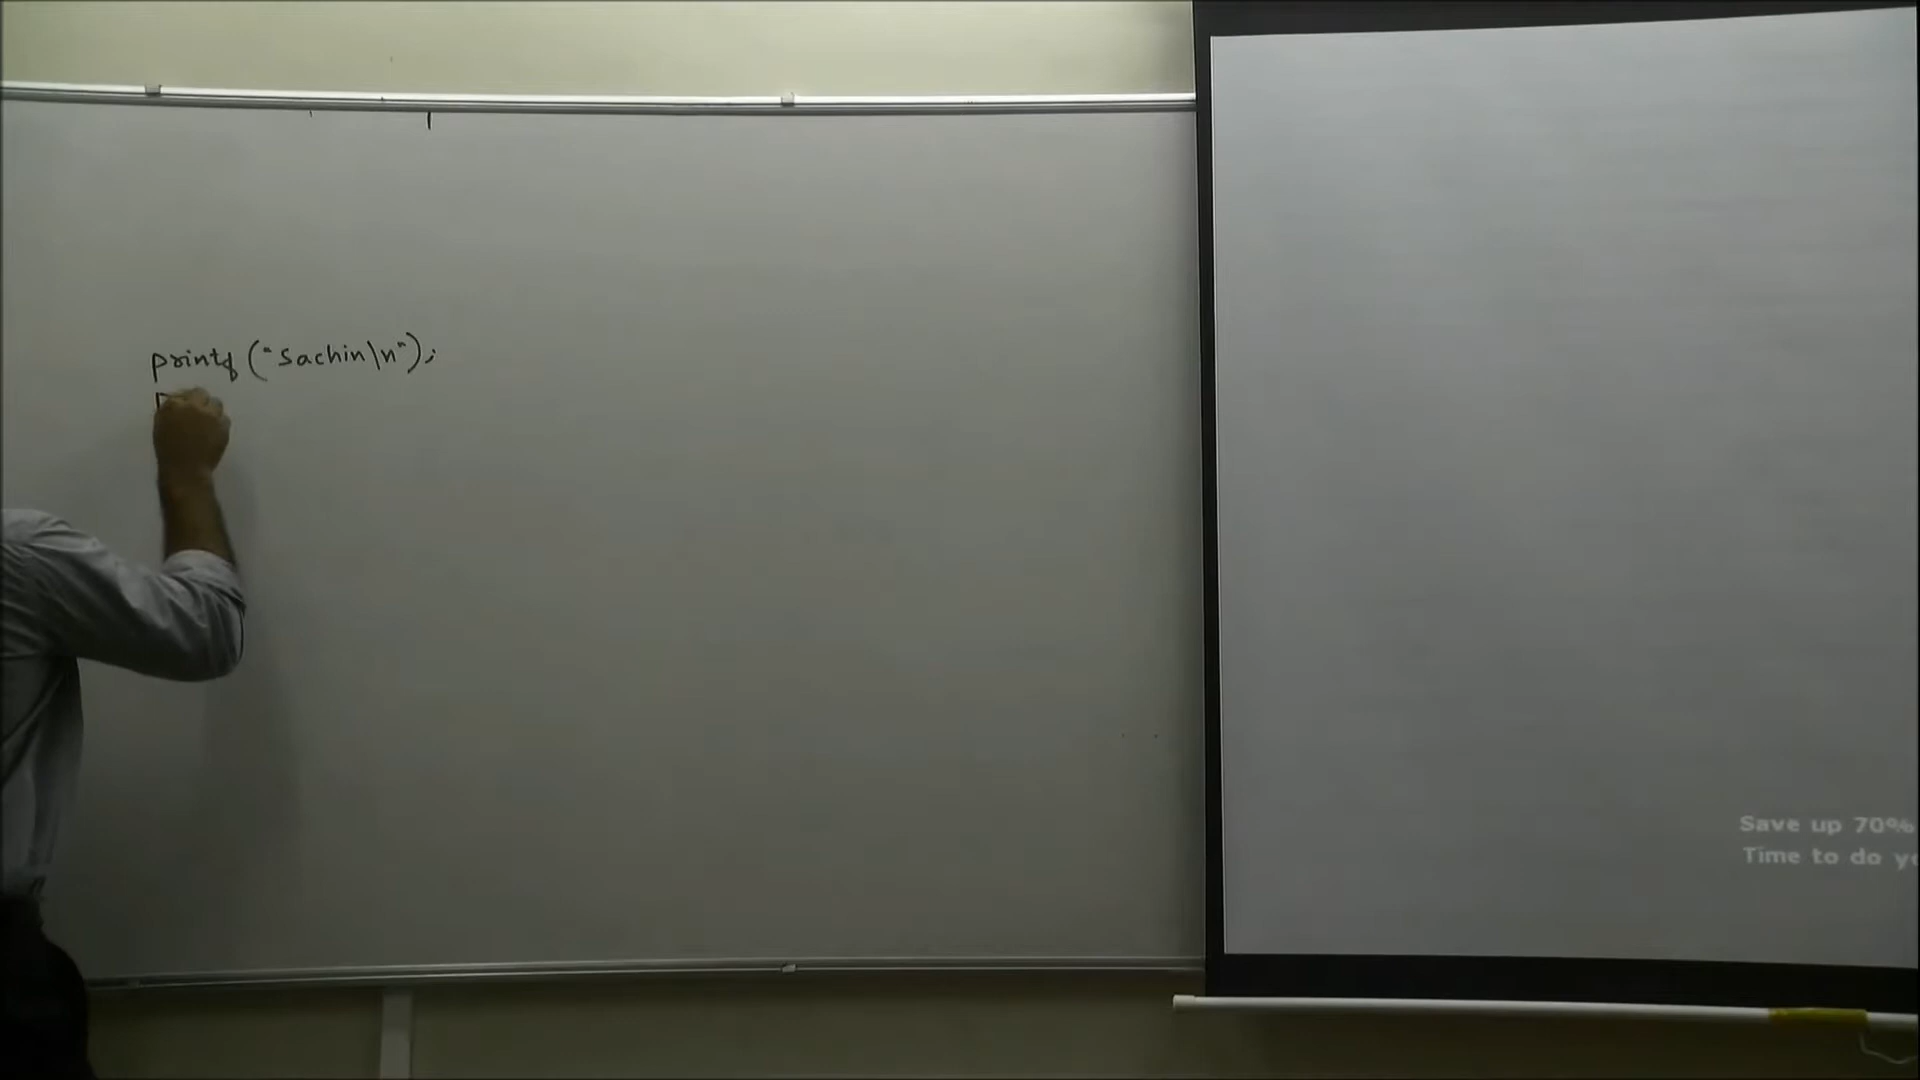 printf ("Sachin\n");
Save up 70%
Time to do